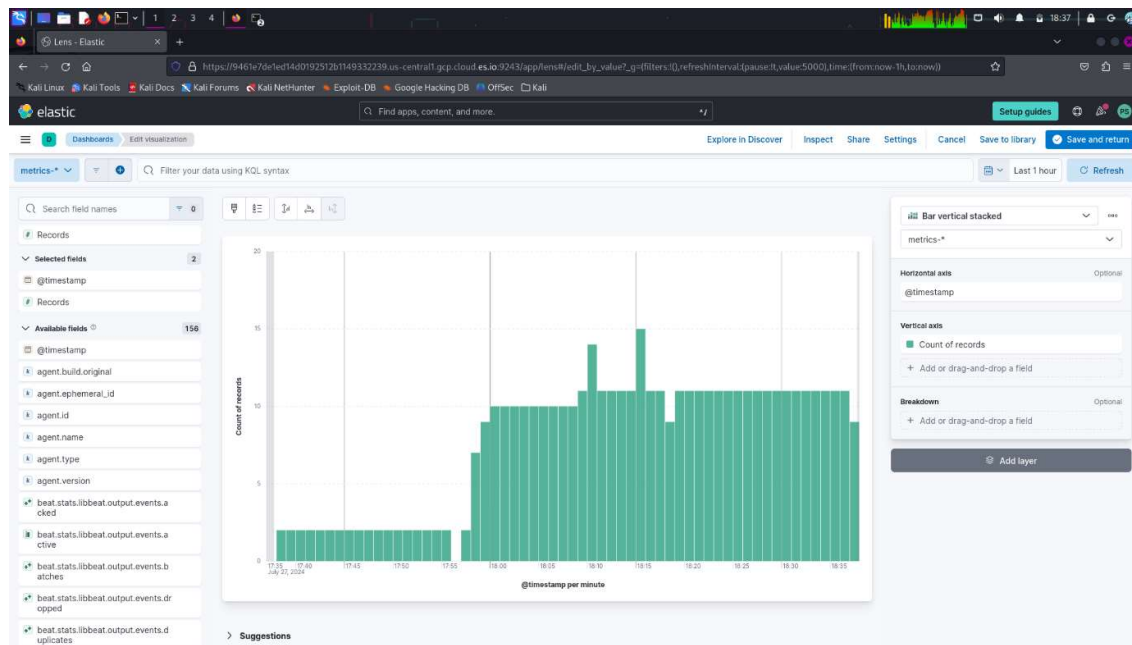 1 2 3 4
18:37
Lens - Elastic
https://9461e7de1ed14d0192512b1149332239.us-central1.gcp.cloud.es.io:9243/app/lens#/edit_by_value?_g=(filters:!(),refreshInterval:(pause:!t,value:5000),time:(from:now-1h,to:now))
Kali Linux Kali Tools Kali Docs Kali Forums Kali NetHunter Exploit-DB Google Hacking DB OffSec Kali
elastic
Find apps, content, and more.
Setup guides
PS
D Dashboards Edit visualization
Explore in Discover Inspect Share Settings Cancel Save to library Save and return
metrics-*
Filter your data using KQL syntax
Last 1 hour
Refresh
Search field names
0
Records
Selected fields 2
@timestamp
Records
Available fields 156
@timestamp
agent.build.original
agent.ephemeral_id
agent.id
agent.name
agent.type
agent.version
beat.stats.libbeat.output.events.a
cked
beat.stats.libbeat.output.events.a
ctive
beat.stats.libbeat.output.events.b
atches
beat.stats.libbeat.output.events.dr
opped
beat.stats.libbeat.output.events.d
uplicates
20
15
10
5
0
Count of records
17:35 17:40 17:45 17:50 17:55 18:00 18:05 18:10 18:15 18:20 18:25 18:30 18:35
July 27, 2024
@timestamp per minute
Suggestions
Bar vertical stacked
metrics-*
Horizontal axis Optional
@timestamp
Vertical axis
Count of records
+ Add or drag-and-drop a field
Breakdown Optional
+ Add or drag-and-drop a field
Add layer